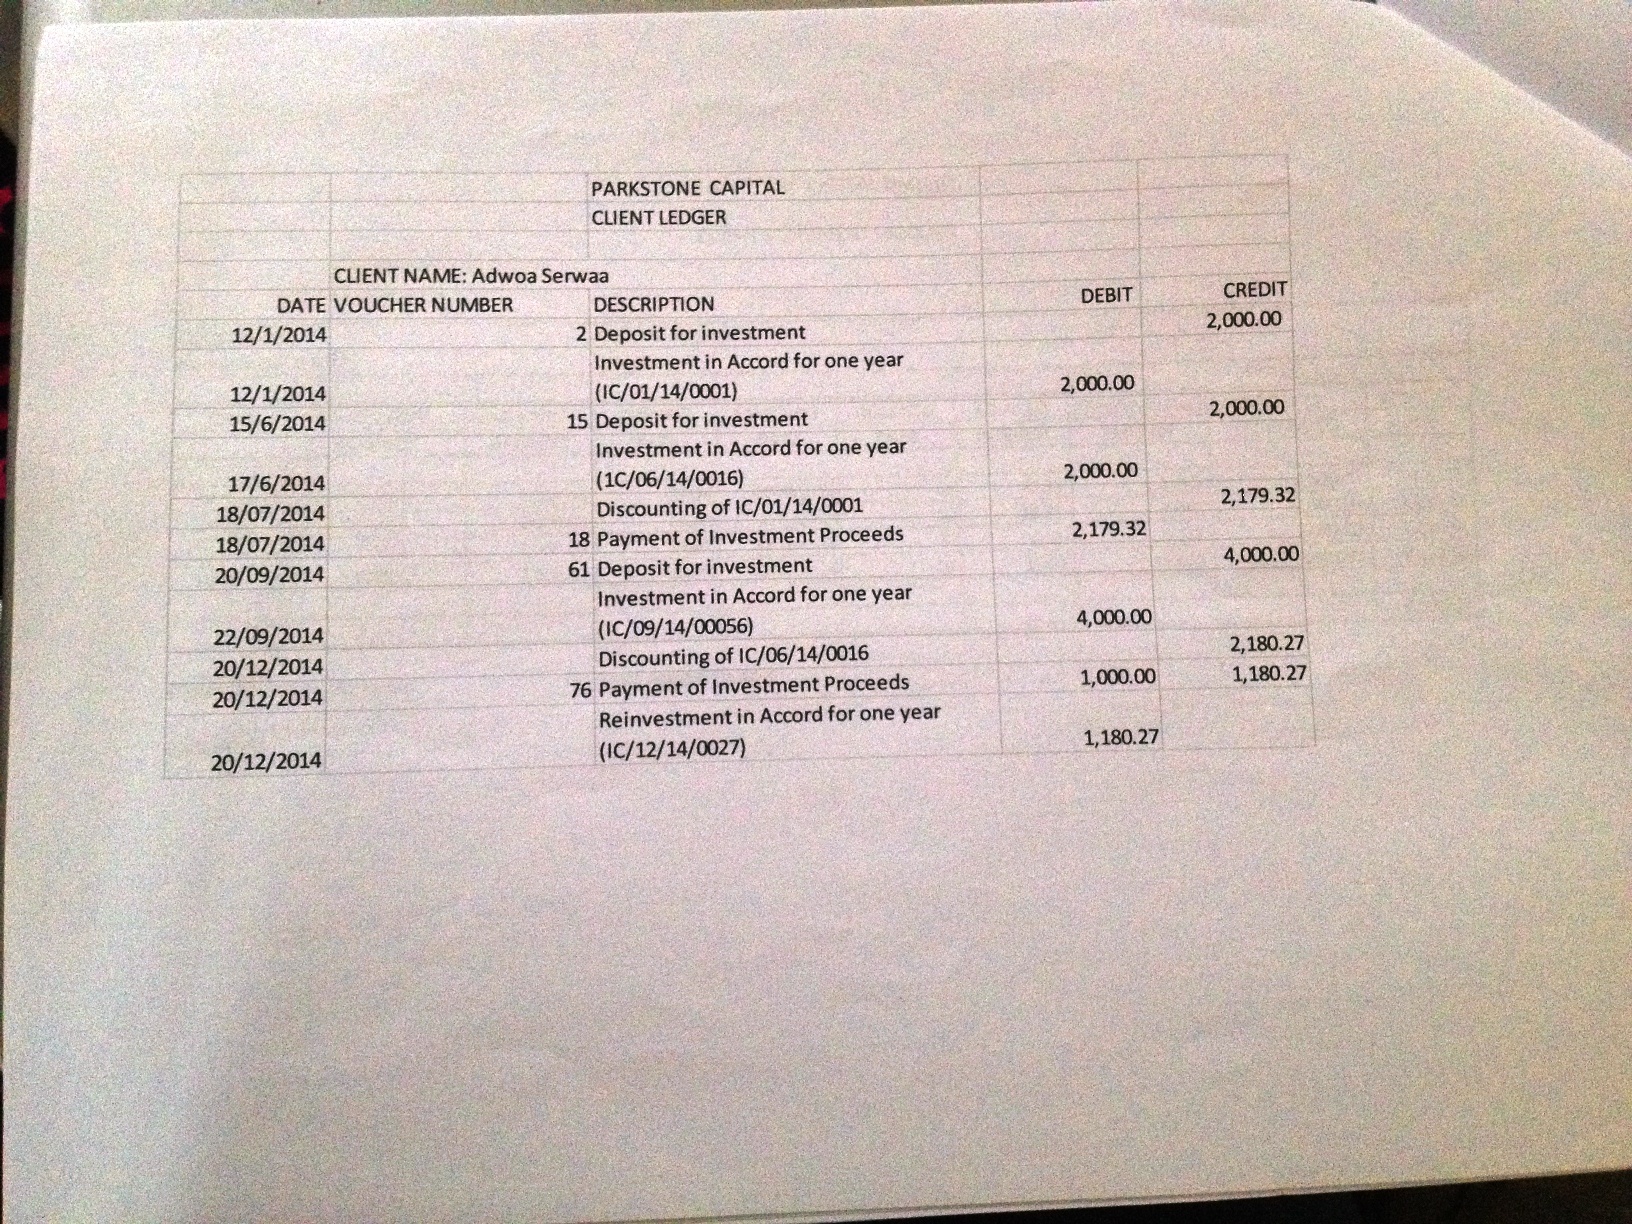 PARKSTONE CAPITAL
CLIENT LEDGER
CLIENT NAME: Adwoa Serwaa
DATE VOUCHER NUMBER DESCRIPTION DEBIT CREDIT
12/1/2014 2 Deposit for investment 2,000.00
Investment in Accord for one year
12/1/2014 (IC/01/14/0001) 2,000.00
15/6/2014 15 Deposit for investment 2,000.00
Investment in Accord for one year
17/6/2014 (1C/06/14/0016) 2,000.00
18/07/2014 Discounting of IC/01/14/0001 2,179.32
18/07/2014 18 Payment of Investment Proceeds 2,179.32
20/09/2014 61 Deposit for investment 4,000.00
Investment in Accord for one year
22/09/2014 (IC/09/14/00056) 4,000.00
20/12/2014 Discounting of IC/06/14/0016 2,180.27
20/12/2014 76 Payment of Investment Proceeds 1,000.00 1,180.27
Reinvestment in Accord for one year
20/12/2014 (IC/12/14/0027) 1,180.27